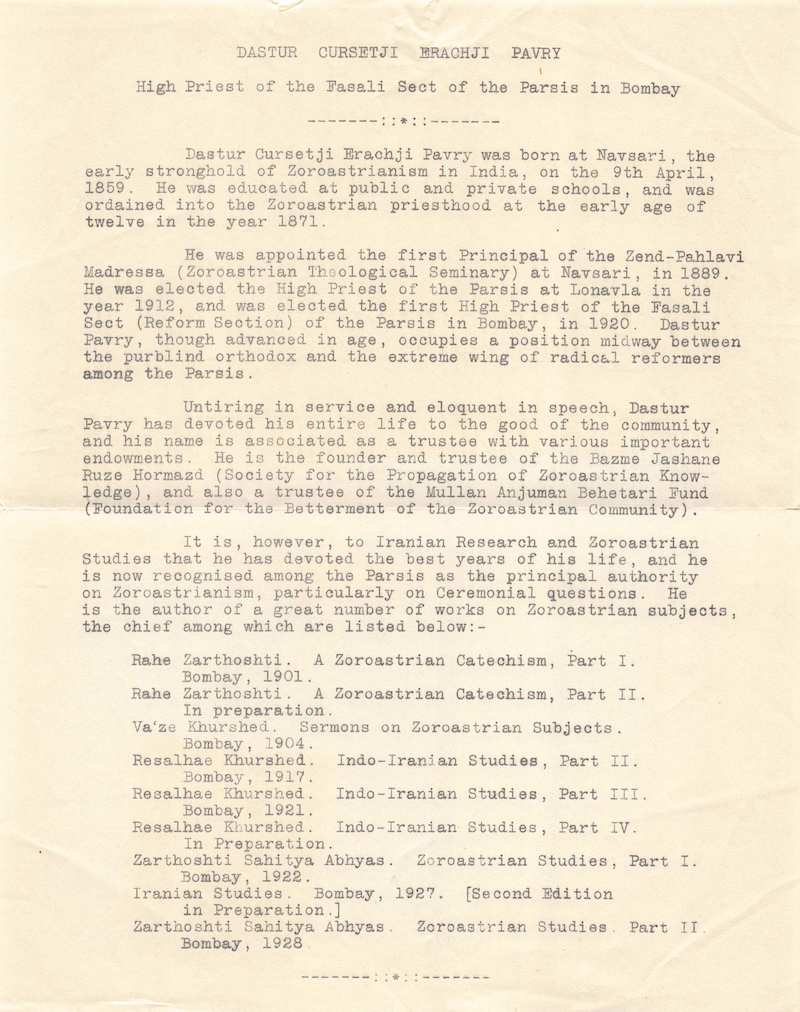 DASTUR CURSETJI ERACHJI PAVRY
High Priest of the Fasali Sect of the Parsis in Bombay
-------::*::-------
Dastur Cursetji Erachji Pavry was born at Navsari, the
early stronghold of Zoroastrianism in India, on the 9th April,
1859. He was educated at public and private schools, and was
ordained into the Zoroastrian priesthood at the early age of
twelve in the year 1871.
He was appointed the first Principal of the Zend-Pahlavi
Madressa (Zoroastrian Theological Seminary) at Navsari, in 1889.
He was elected the High Priest of the Parsis at Lonavla in the
year 1912, and was elected the first High Priest of the Fasali
Sect (Reform Section) of the Parsis in Bombay, in 1920. Dastur
Pavry, though advanced in age, occupies a position midway between
the purblind orthodox and the extreme wing of radical reformers
among the Parsis.
Untiring in service and eloquent in speech, Dastur
Pavry has devoted his entire life to the good of the community,
and his name is associated as a trustee with various important
endowments. He is the founder and trustee of the Bazme Jashane
Ruze Hormazd (Society for the Propagation of Zoroastrian Know-
ledge), and also a trustee of the Mullan Anjuman Behetari Fund
(Foundation for the Betterment of the Zoroastrian Community).
It is, however, to Iranian Research and Zoroastrian
Studies that he has devoted the best years of his life, and he
is now recognised among the Parsis as the principal authority
on Zoroastrianism, particularly on Ceremonial questions. He
is the author of a great number of works on Zoroastrian subjects,
the chief among which are listed below:-
Rahe Zarthoshti. A Zoroastrian Catechism, Part I.
Bombay, 1901.
Rahe Zarthoshti. A Zoroastrian Catechism, Part II.
In preparation.
Va'ze Khurshed. Sermons on Zoroastrian Subjects.
Bombay, 1904.
Resalhae Khurshed. Indo-Iranian Studies, Part II.
Bombay, 1917.
Resalhae Khurshed. Indo-Iranian Studies, Part III.
Bombay, 1921.
Resalhae Khurshed. Indo-Iranian Studies, Part IV.
In Preparation.
Zarthoshti Sahitya Abhyas. Zoroastrian Studies, Part I.
Bombay, 1922.
Iranian Studies. Bombay, 1927. [Second Edition
in Preparation.]
Zarthoshti Sahitya Abhyas. Zoroastrian Studies. Part II.
Bombay, 1928.
-------::*::-------